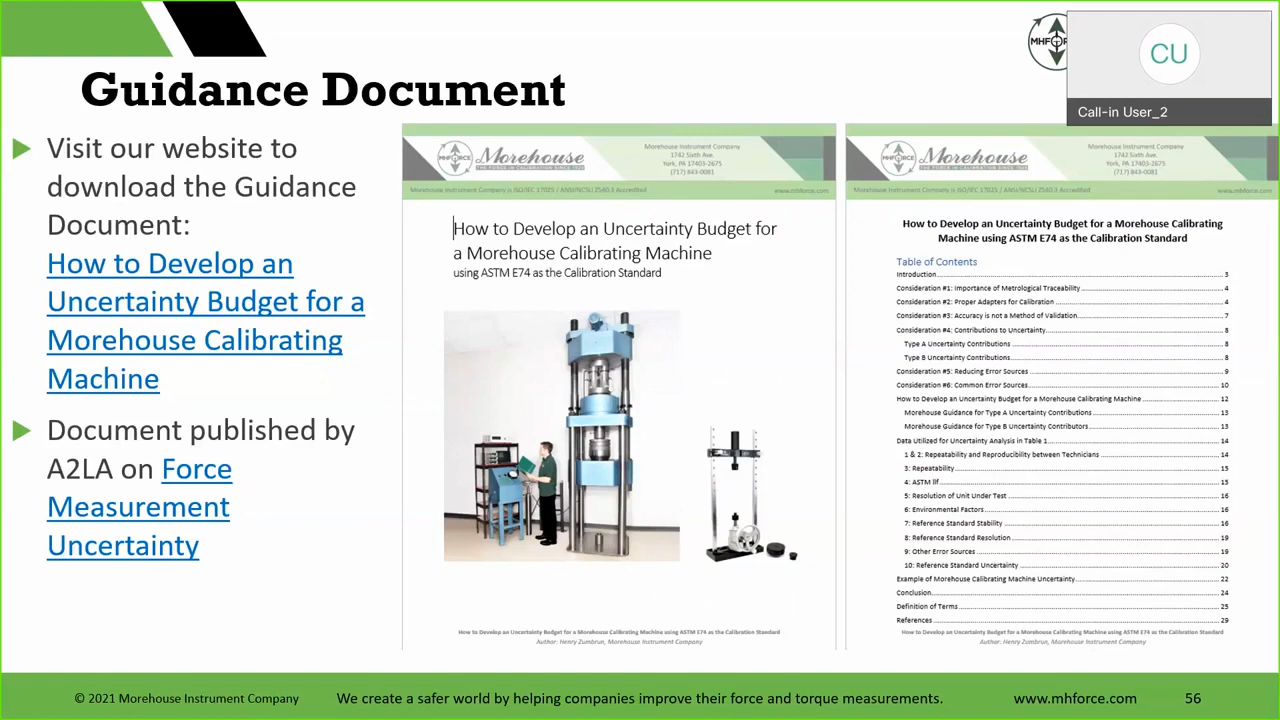 Guidance Document
Visit our website to
download the Guidance
Document:
How to Develop an
Uncertainty Budget for a
Morehouse Calibrating
Machine
Document published by
A2LA on Force
Measurement
Uncertainty
MHFORCE
Morehouse
THE FORCE IN CALIBRATION SINCE 1925
Morehouse Instrument Company
1742 Sixth Ave.
York, PA 17403-2675
(717) 843-0081
Morehouse Instrument Company is ISO/IEC 17025 / ANSI/NCSLI Z540.3 Accredited
www.mhforce.com
How to Develop an Uncertainty Budget for
a Morehouse Calibrating Machine
using ASTM E74 as the Calibration Standard
How to Develop an Uncertainty Budget for a Morehouse Calibrating Machine using ASTM E74 as the Calibration Standard
Author: Henry Zumbrun, Morehouse Instrument Company
MHFORCE
Morehouse
THE FORCE IN CALIBRATION SINCE 1925
Morehouse Instrument Company
1742 Sixth Ave.
York, PA 17403-2675
(717) 843-0081
Morehouse Instrument Company is ISO/IEC 17025 / ANSI/NCSLI Z540.3 Accredited
www.mhforce.com
How to Develop an Uncertainty Budget for a Morehouse Calibrating
Machine using ASTM E74 as the Calibration Standard
Table of Contents
Introduction 3
Consideration #1: Importance of Metrological Traceability 4
Consideration #2: Proper Adapters for Calibration 4
Consideration #3: Accuracy is not a Method of Validation 7
Consideration #4: Contributions to Uncertainty 8
Type A Uncertainty Contributions 8
Type B Uncertainty Contributions 8
Consideration #5: Reducing Error Sources 9
Consideration #6: Common Error Sources 10
How to Develop an Uncertainty Budget for a Morehouse Calibrating Machine 12
Morehouse Guidance for Type A Uncertainty Contributions 13
Morehouse Guidance for Type B Uncertainty Contributors 13
Data Utilized for Uncertainty Analysis in Table 1 14
1 & 2: Repeatability and Reproducibility between Technicians 14
3: Repeatability 15
4: ASTM llf 15
5: Resolution of Unit Under Test 16
6: Environmental Factors 16
7: Reference Standard Stability 16
8: Reference Standard Resolution 19
9: Other Error Sources 19
10: Reference Standard Uncertainty 20
Example of Morehouse Calibrating Machine Uncertainty 22
Conclusion 24
Definition of Terms 25
References 29
How to Develop an Uncertainty Budget for a Morehouse Calibrating Machine using ASTM E74 as the Calibration Standard
Author: Henry Zumbrun, Morehouse Instrument Company
CU
Call-in User_2
© 2021 Morehouse Instrument Company
We create a safer world by helping companies improve their force and torque measurements.
www.mhforce.com
56